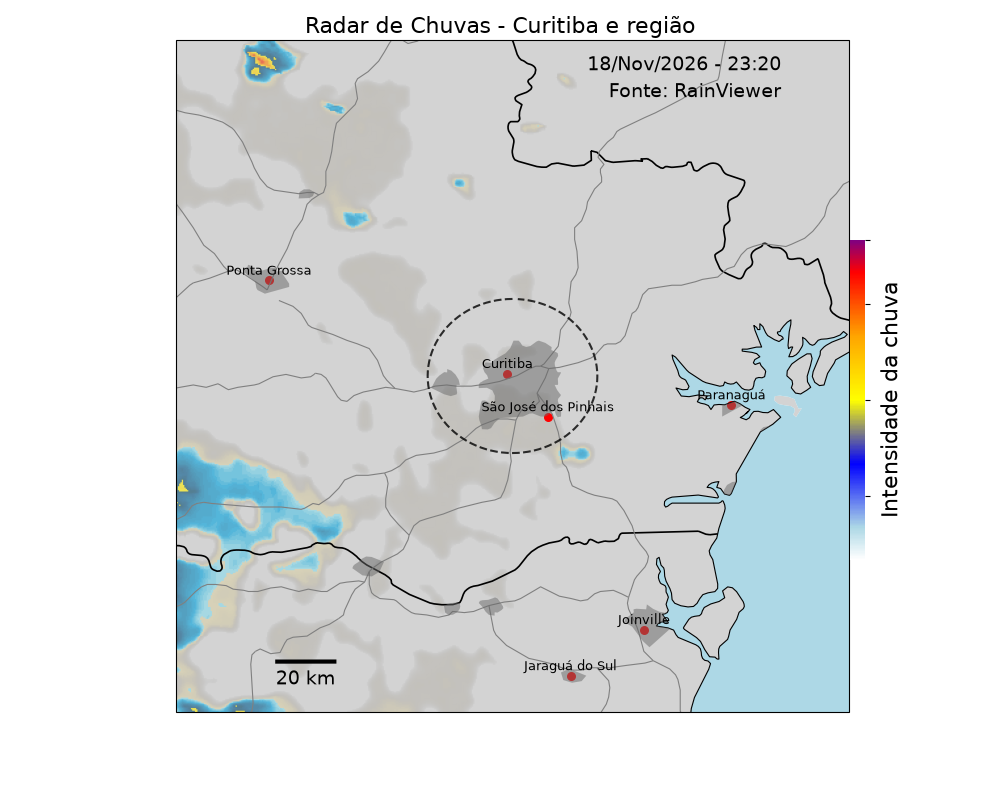 Radar de Chuvas - Curitiba e região
18/Nov/2026 - 23:20
Fonte: RainViewer
Ponta Grossa
Curitiba
Paranaguá
São José dos Pinhais
Intensidade da chuva
Joinville
Jaraguá do Sul
20 km